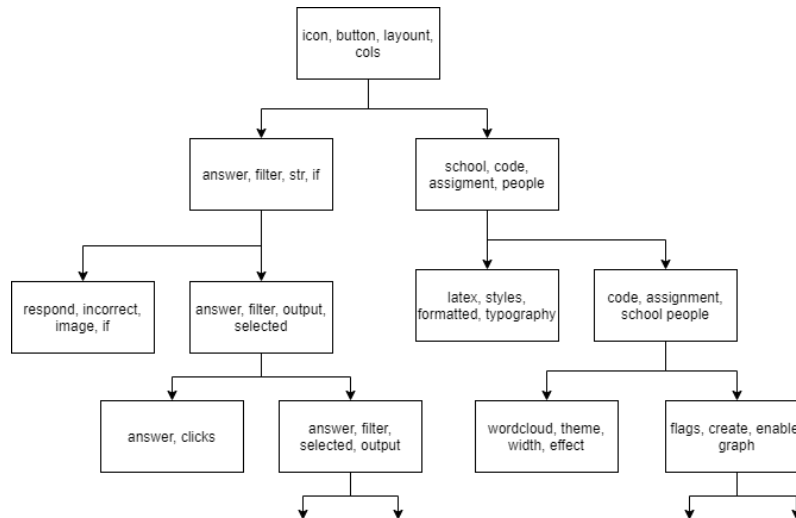 icon, button, layount,
cols
answer, filter, str, if
school, code,
assigment, people
respond, incorrect,
image, if
answer, filter, output,
selected
latex, styles,
formatted, typography
code, assignment,
school people
answer, clicks
answer, filter,
selected, output
wordcloud, theme,
width, effect
flags, create, enable,
graph